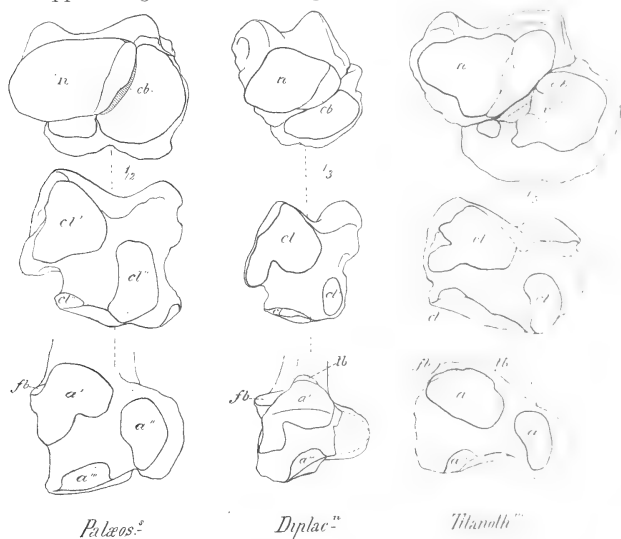 n cb. n cb n
1/2 1/3
cl' cl" cl cl cl cl cl cl
fb a' a" a'" fb tb a' a'" fb tb a a a
Palæos.s Diplac.n Titanoth.m